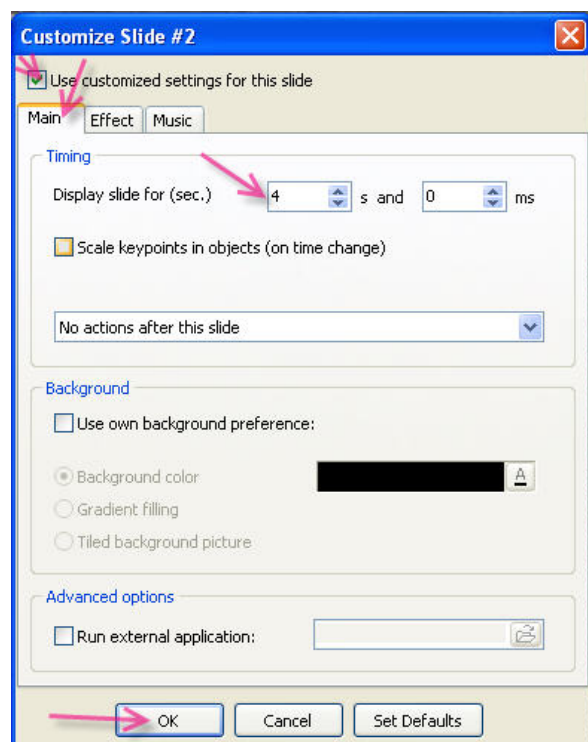 Customize Slide #2
Use customized settings for this slide
Main Effect Music
Timing
Display slide for (sec.) 4 s and 0 ms
Scale keypoints in objects (on time change)
No actions after this slide
Background
Use own background preference:
Background color A
Gradient filling
Tiled background picture
Advanced options
Run external application:
OK Cancel Set Defaults